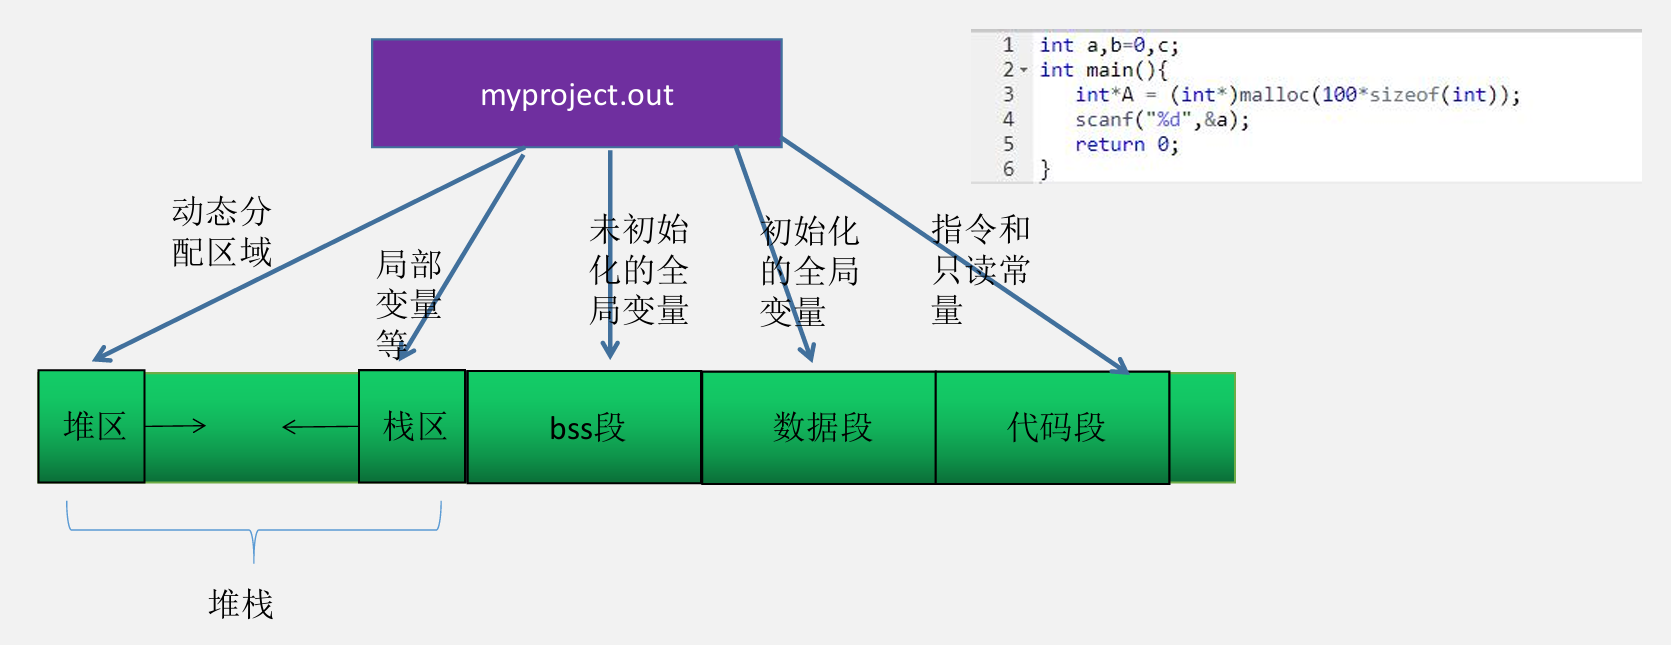 myproject.out
1 int a,b=0,c;
2 int main(){
3 int*A = (int*)malloc(100*sizeof(int));
4 scanf("%d",&a);
5 return 0;
6 }
动态分
配区域
局部
变量
等
未初始
化的全
局变量
初始化
的全局
变量
指令和
只读常
量
堆区
栈区
bss段
数据段
代码段
堆栈